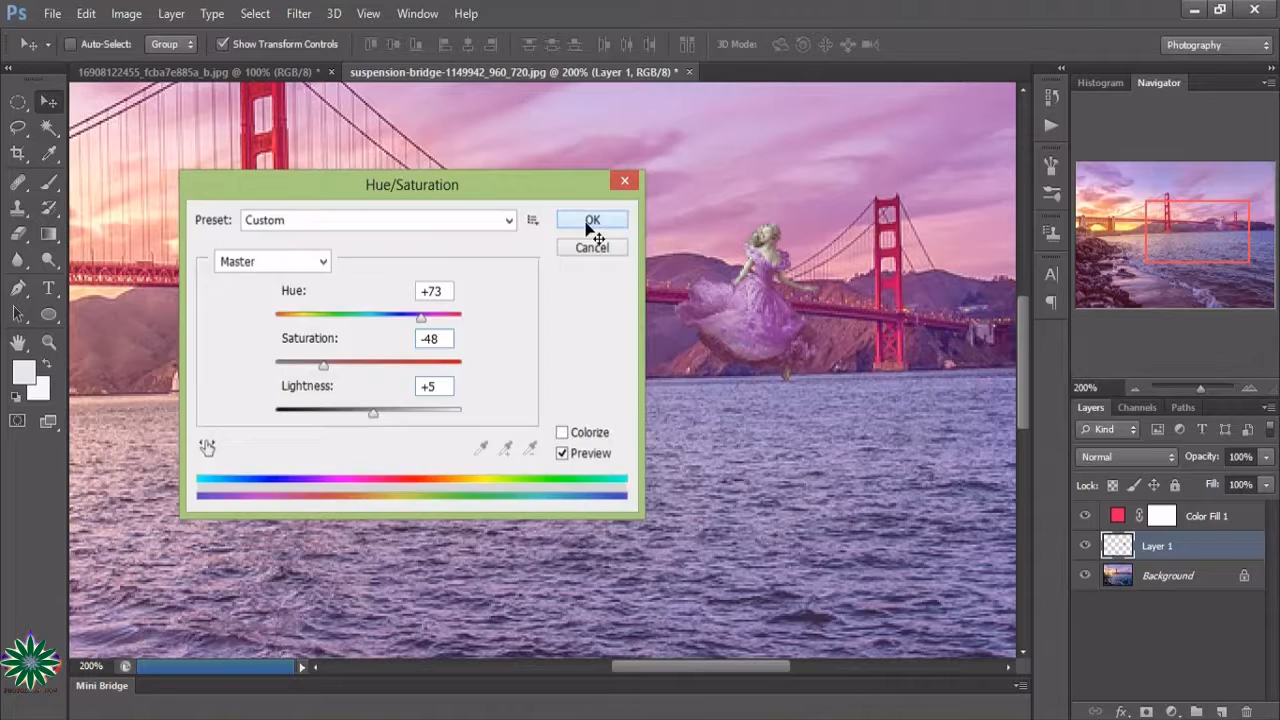 Ps File Edit Image Layer Type Select Filter 3D View Window Help
Auto-Select: Group Show Transform Controls 3D Mode: Photography
16908122455_fcba7e885a_b.jpg @ 100% (RGB/8) * × suspension-bridge-1149942_960_720.jpg @ 200% (Layer 1, RGB/8) * ×
Histogram Navigator
Hue/Saturation
Preset: Custom OK
Cancel
Master
Hue: +73
Saturation: -48
Lightness: +5
Colorize
Preview
200%
Layers Channels Paths
Kind
Normal Opacity: 100%
Lock: Fill: 100%
Color Fill 1
Layer 1
Background
200%
Mini Bridge